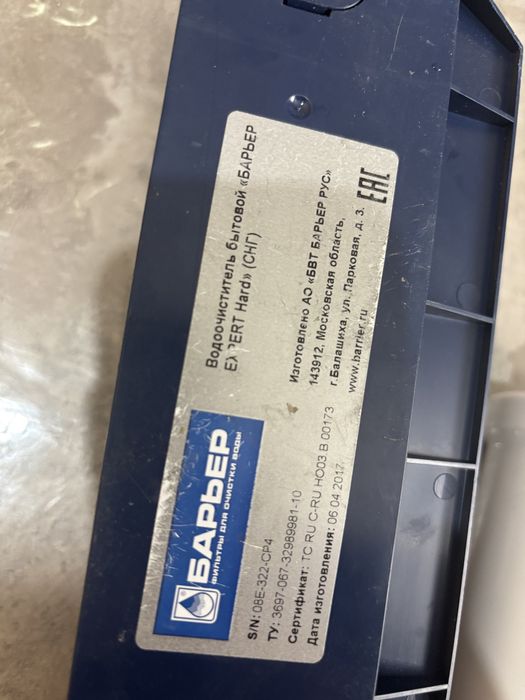 Водоочиститель бытовой «БАРЬЕР
EXPERT Hard» (СНГ)
Изготовлено АО «БВТ БАРЬЕР РУС»
143912, Московская область,
г.Балашиха, ул. Парковая, д. 3.
www.barrier.ru
EAC
БАРЬЕР
ФИЛЬТРЫ ДЛЯ ОЧИСТКИ ВОДЫ
S/N: 08E-322-CP4
ТУ: 3697-067-32989981-10
Сертификат: ТС RU C-RU.НО03.В.00173
Дата изготовления: 06.04.2017